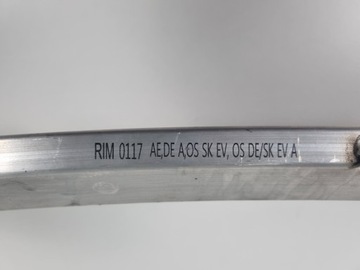 RIM 0117 AE,DE A,OS SK EV, OS DE/SK EV A